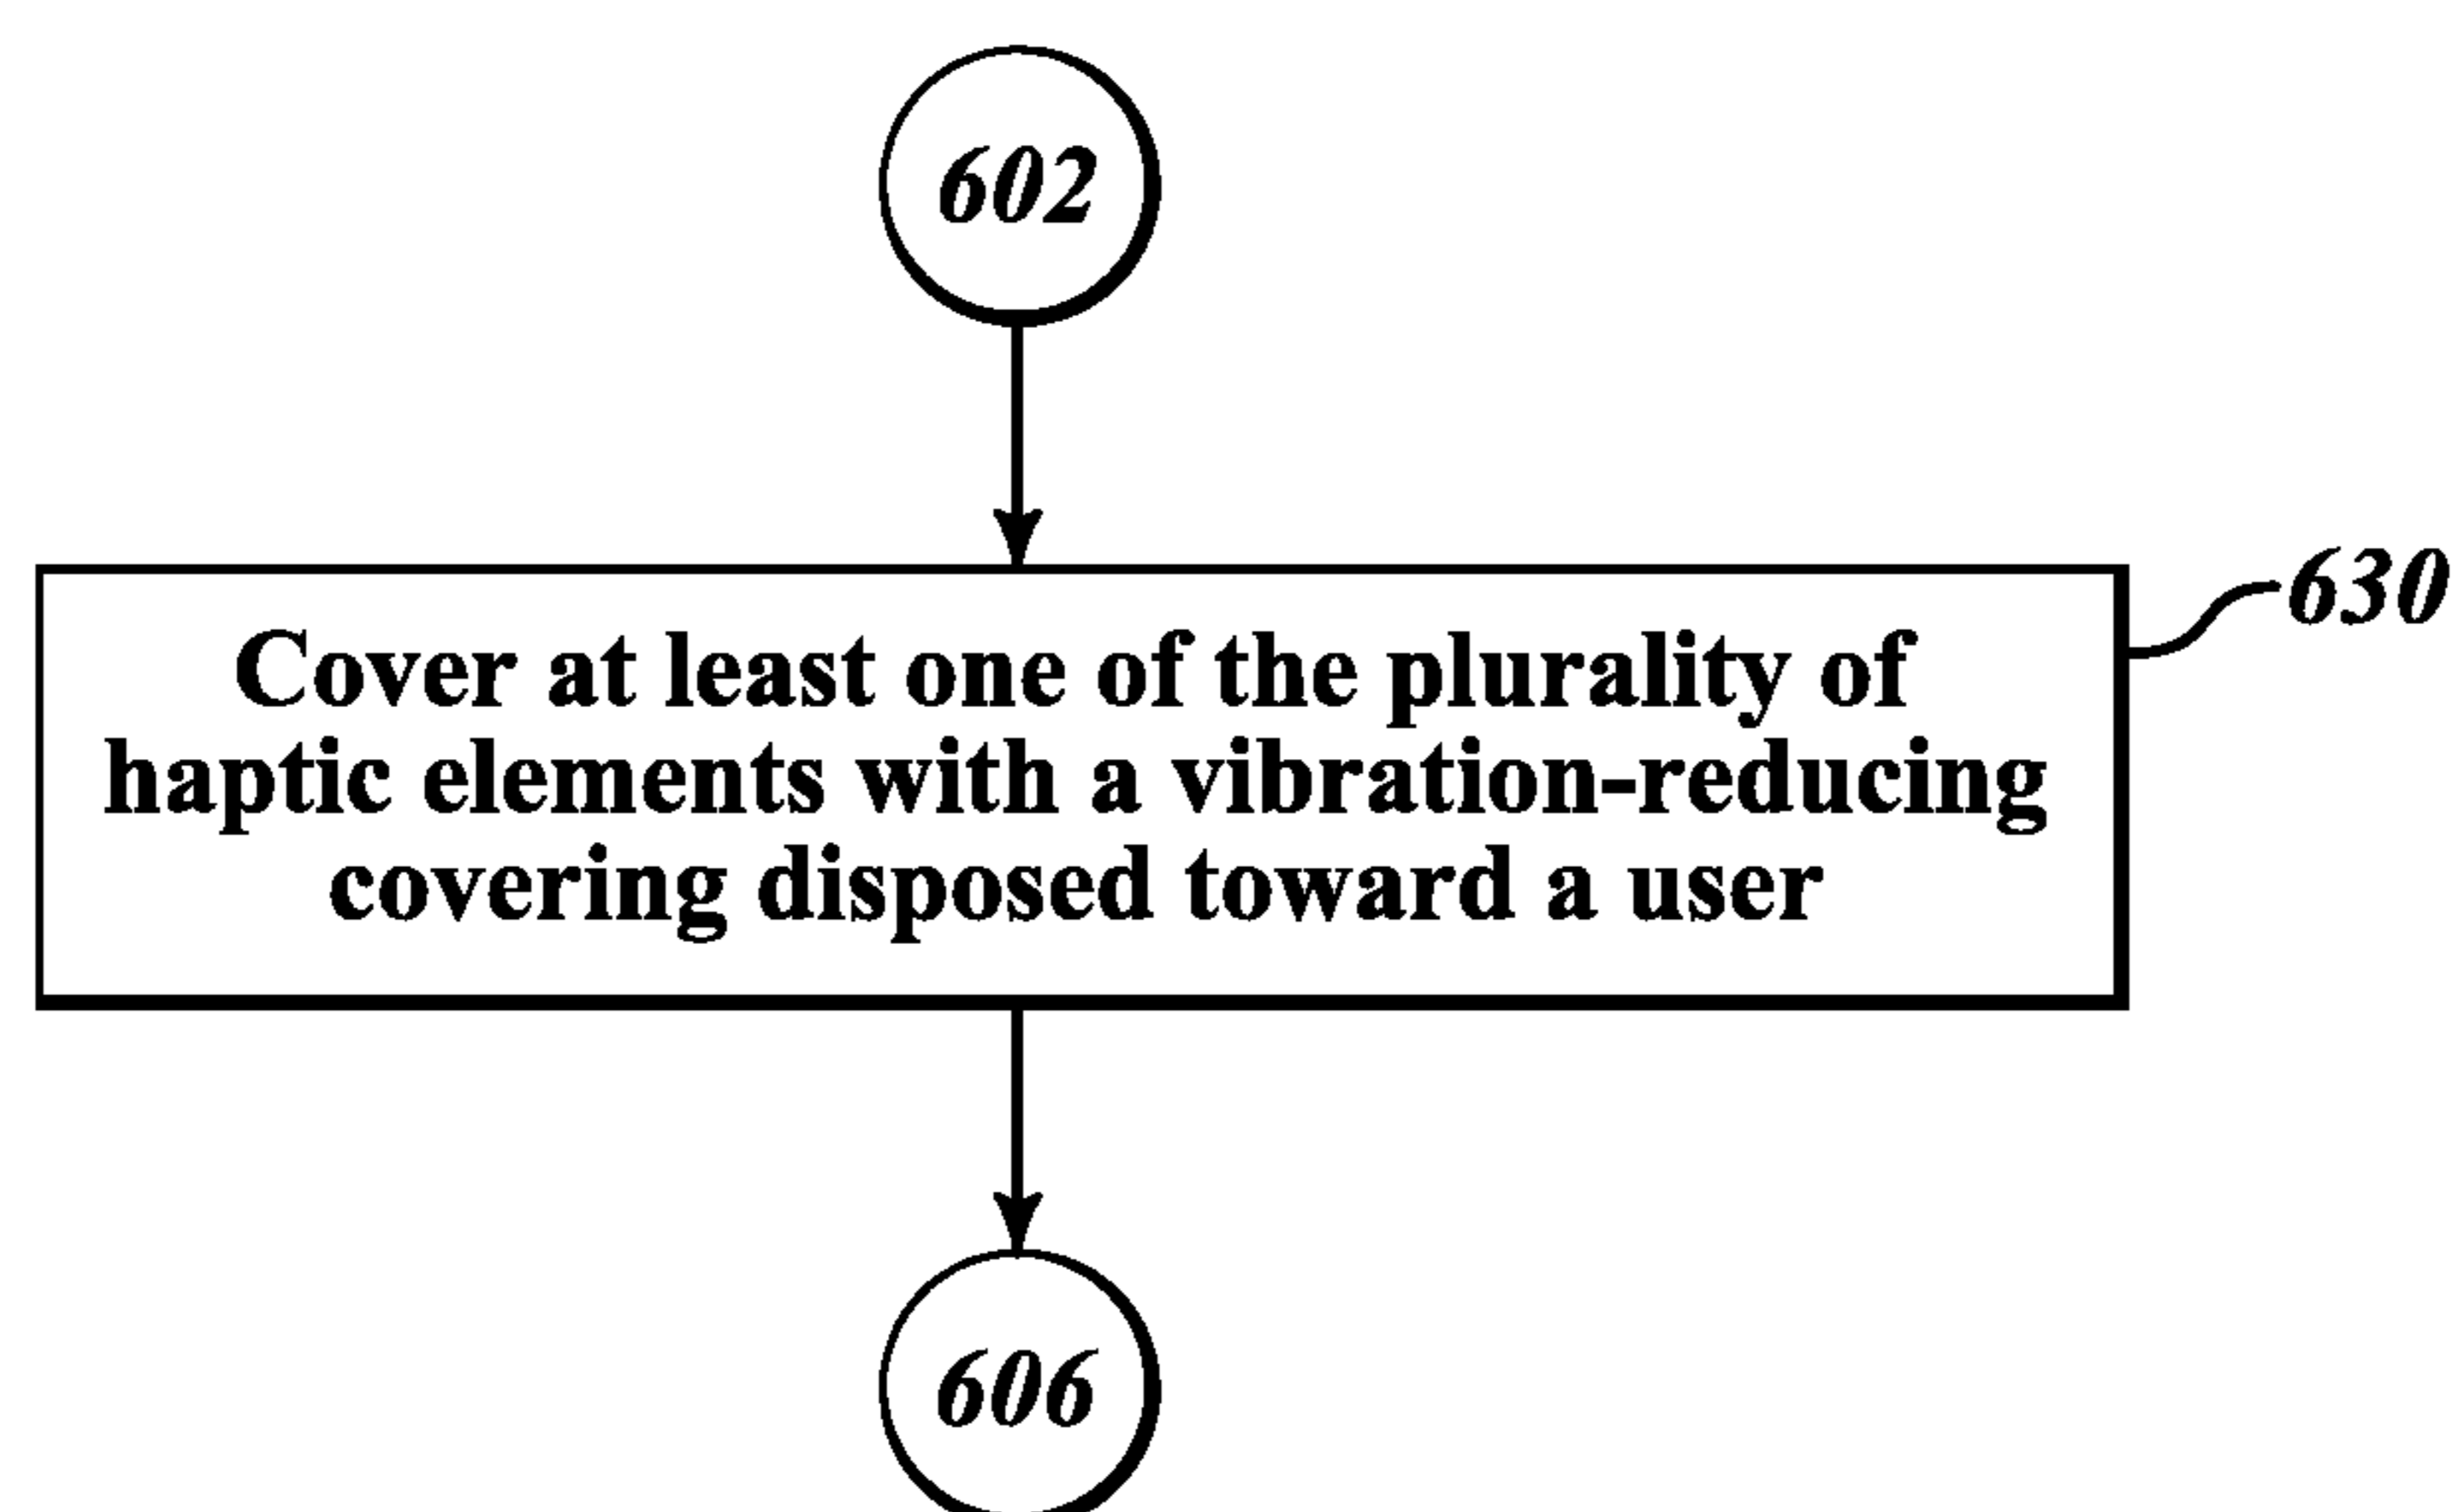 602
630
Cover at least one of the plurality of
haptic elements with a vibration-reducing
covering disposed toward a user
606